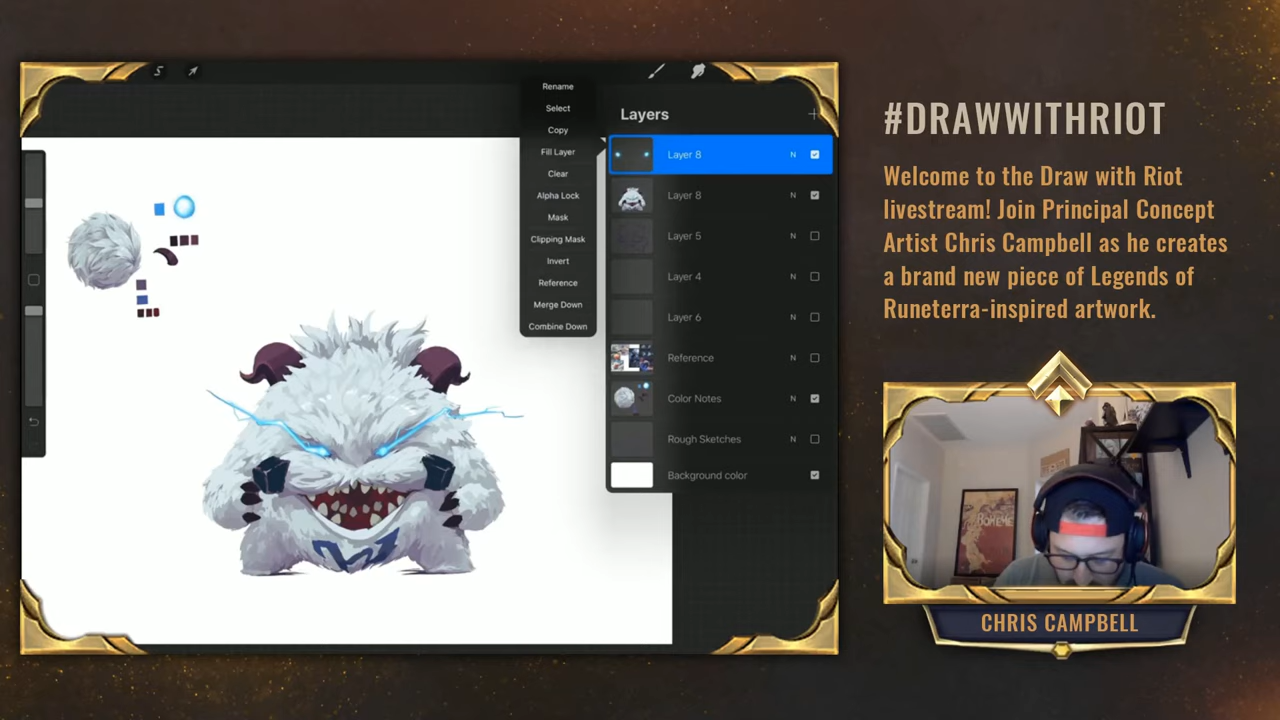 Rename
Select
Copy
Fill Layer
Clear
Alpha Lock
Mask
Clipping Mask
Invert
Reference
Merge Down
Combine Down
Layers
Layer 8 N
Layer 8 N
Layer 5 N
Layer 4 N
Layer 6 N
Reference N
Color Notes N
Rough Sketches N
Background color
#DRAWWITHRIOT
Welcome to the Draw with Riot
livestream! Join Principal Concept
Artist Chris Campbell as he creates
a brand new piece of Legends of
Runeterra-inspired artwork.
CHRIS CAMPBELL